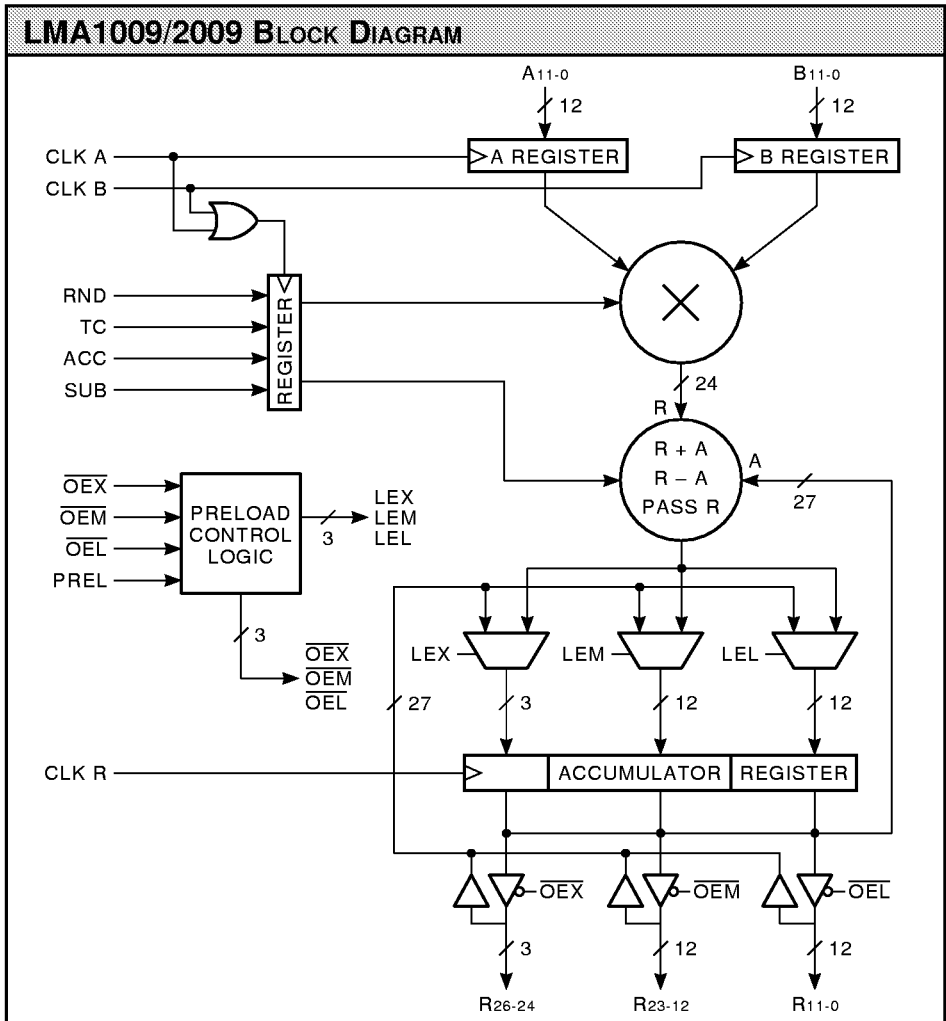 LMA1009/2009 BLOCK DIAGRAM
A11-0
B11-0
12
12
CLK A
A REGISTER
B REGISTER
CLK B
RND
TC
ACC
SUB
REGISTER
24
R
R + A
R – A
PASS R
A
27
OEX
OEM
OEL
PREL
PRELOAD
CONTROL
LOGIC
3
LEX
LEM
LEL
3
OEX
OEM
OEL
LEX
LEM
LEL
27
3
12
12
CLK R
ACCUMULATOR
REGISTER
OEX
OEM
OEL
3
12
12
R26-24
R23-12
R11-0